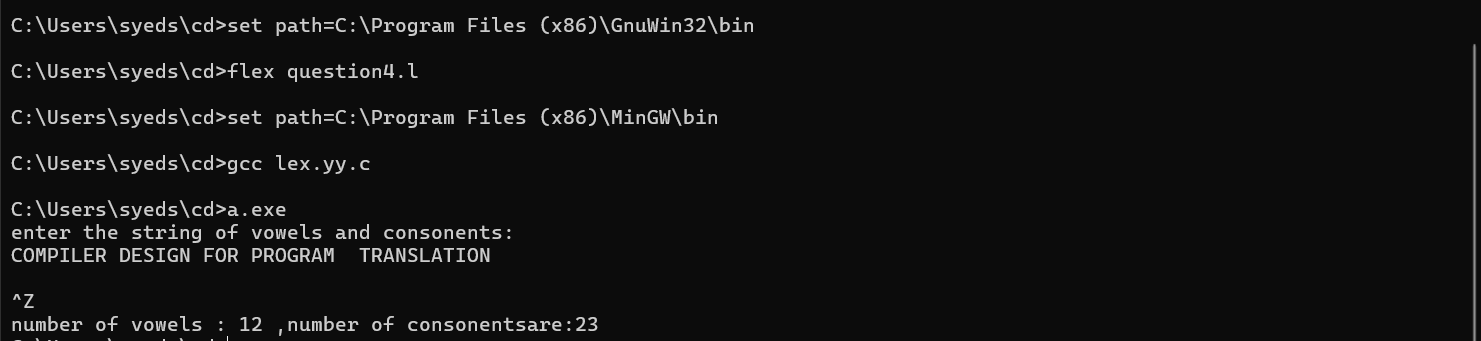 C:\Users\syeds\cd>set path=C:\Program Files (x86)\GnuWin32\bin
C:\Users\syeds\cd>flex question4.l
C:\Users\syeds\cd>set path=C:\Program Files (x86)\MinGW\bin
C:\Users\syeds\cd>gcc lex.yy.c
C:\Users\syeds\cd>a.exe
enter the string of vowels and consonents:
COMPILER DESIGN FOR PROGRAM  TRANSLATION
^Z
number of vowels : 12 ,number of consonentsare:23